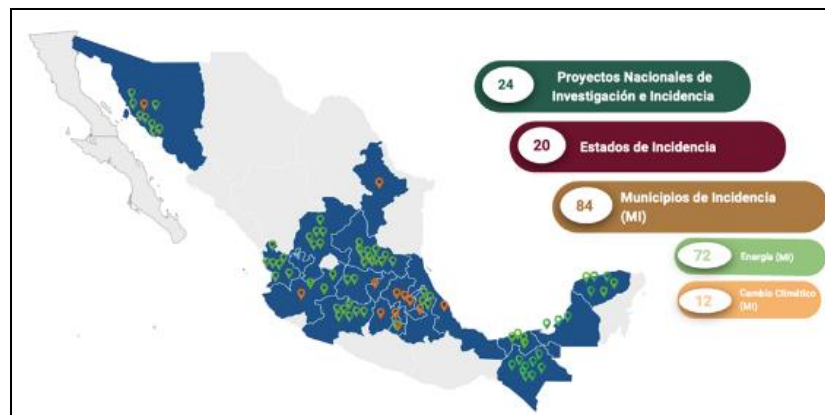 24
Proyectos Nacionales de
Investigación e Incidencia
20
Estados de Incidencia
84
Municipios de Incidencia
(MI)
72
Energía (MI)
12
Cambio Climático
(MI)